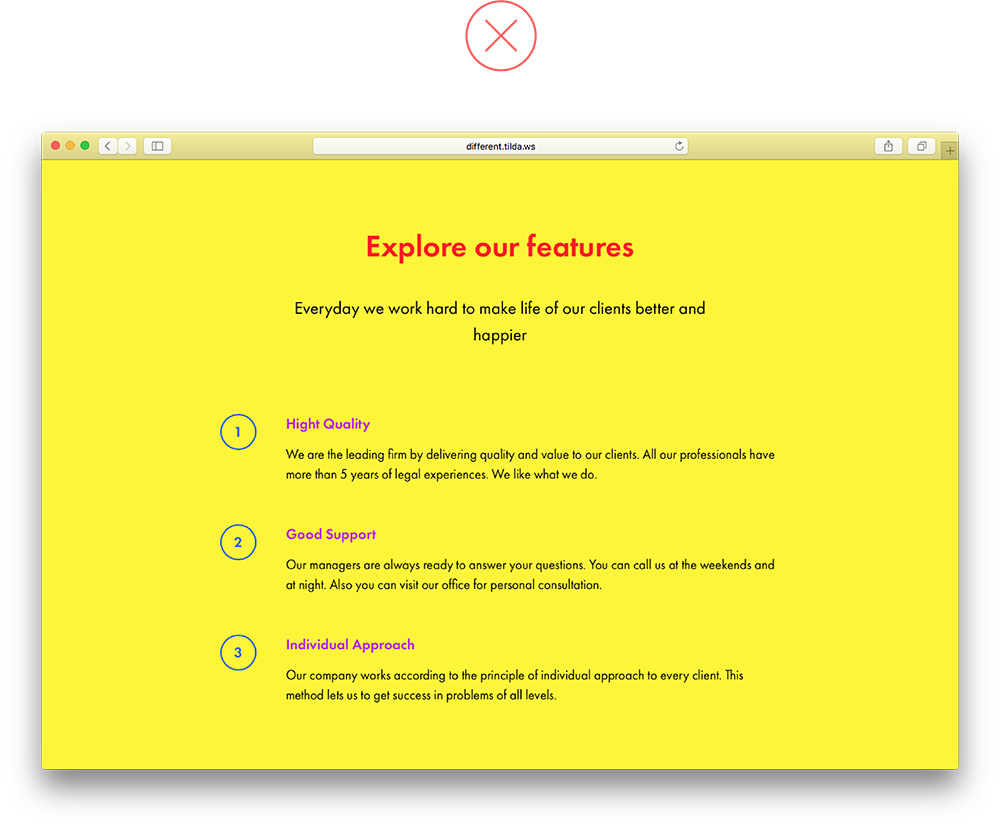 different.tilda.ws
Explore our features
Everyday we work hard to make life of our clients better and
happier
1
Hight Quality
We are the leading firm by delivering quality and value to our clients. All our professionals have
more than 5 years of legal experiences. We like what we do.
2
Good Support
Our managers are always ready to answer your questions. You can call us at the weekends and
at night. Also you can visit our office for personal consultation.
3
Individual Approach
Our company works according to the principle of individual approach to every client. This
method lets us to get success in problems of all levels.